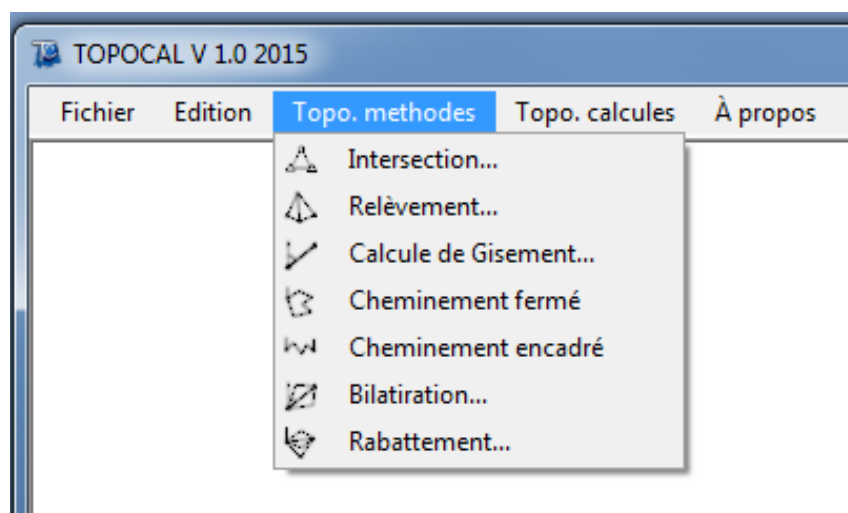 TOPOCAL V 1.0 2015
Fichier Edition Topo. methodes Topo. calcules À propos
Intersection...
Relèvement...
Calcule de Gisement...
Cheminement fermé
Cheminement encadré
Bilatiration...
Rabattement...